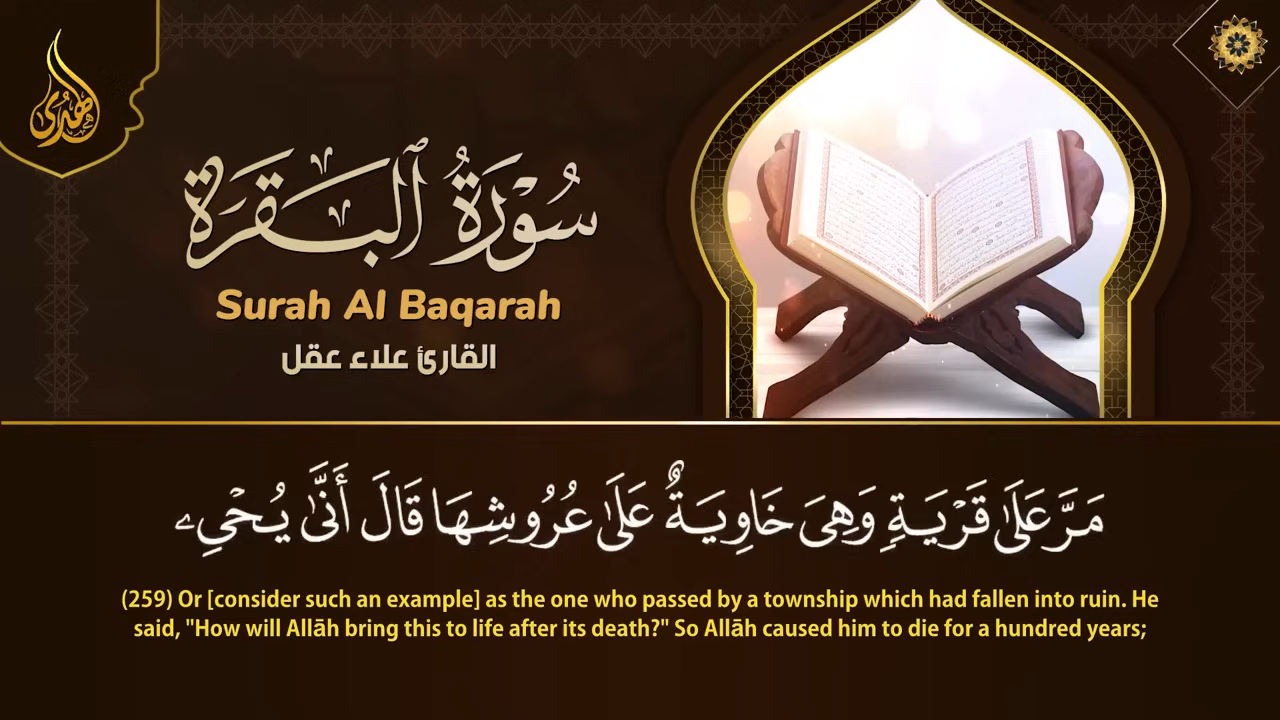 الهدى
سُورَةُ ٱلْبَقَرَة
Surah Al Baqarah
القارئ علاء عقل
مَرَّ عَلَىٰ قَرْيَةٍ وَهِىَ خَاوِيَةٌ عَلَىٰ عُرُوشِهَا قَالَ أَنَّىٰ يُحْىِۦ
(259) Or [consider such an example] as the one who passed by a township which had fallen into ruin. He
said, "How will Allāh bring this to life after its death?" So Allāh caused him to die for a hundred years;